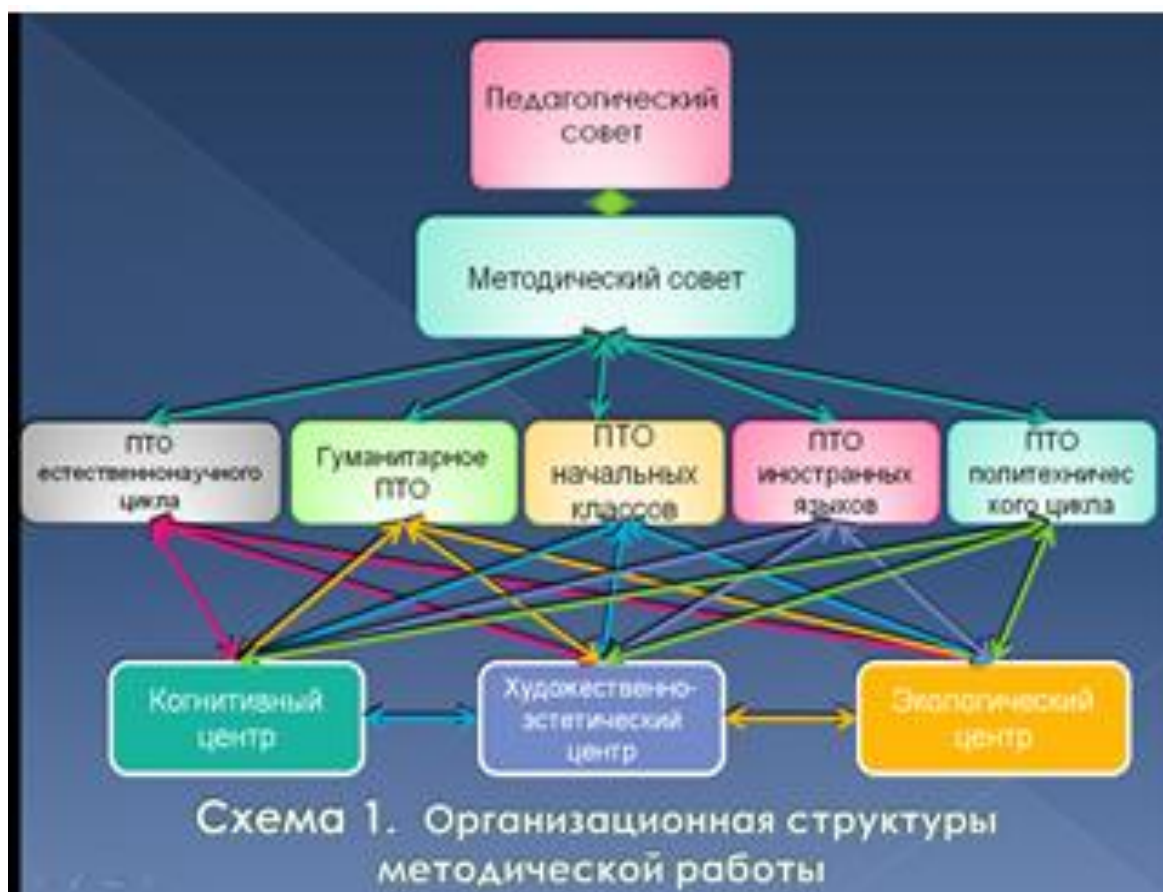 Педагогический
совет
Методический совет
ПТО
естественнонаучного
цикла
Гуманитарное
ПТО
ПТО
начальных
классов
ПТО
иностранных
языков
ПТО
политехничес
кого цикла
Когнитивный
центр
Художественно-
эстетический
центр
Экологический
центр
Схема 1. Организационная структуры
методической работы